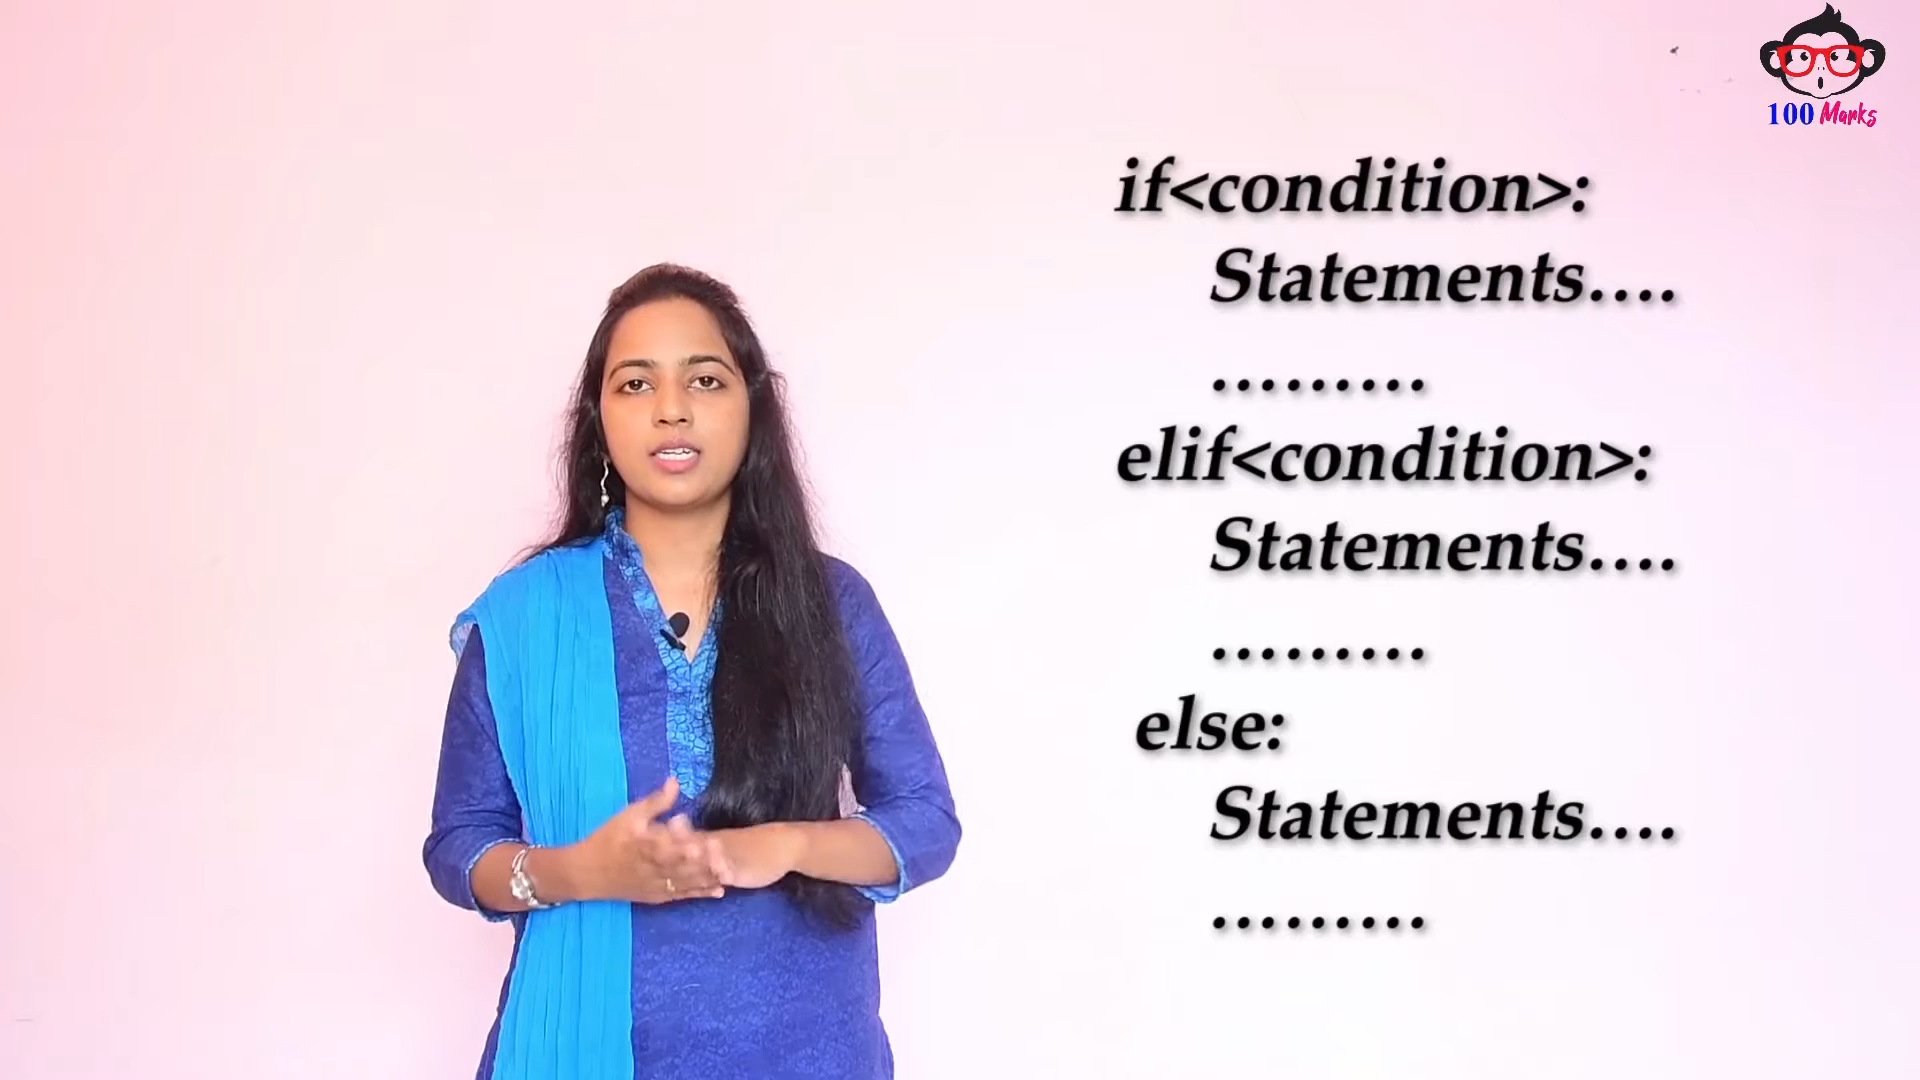 100 Marks
if<condition>:
Statements....
.........
elif<condition>:
Statements....
.........
else:
Statements....
.........